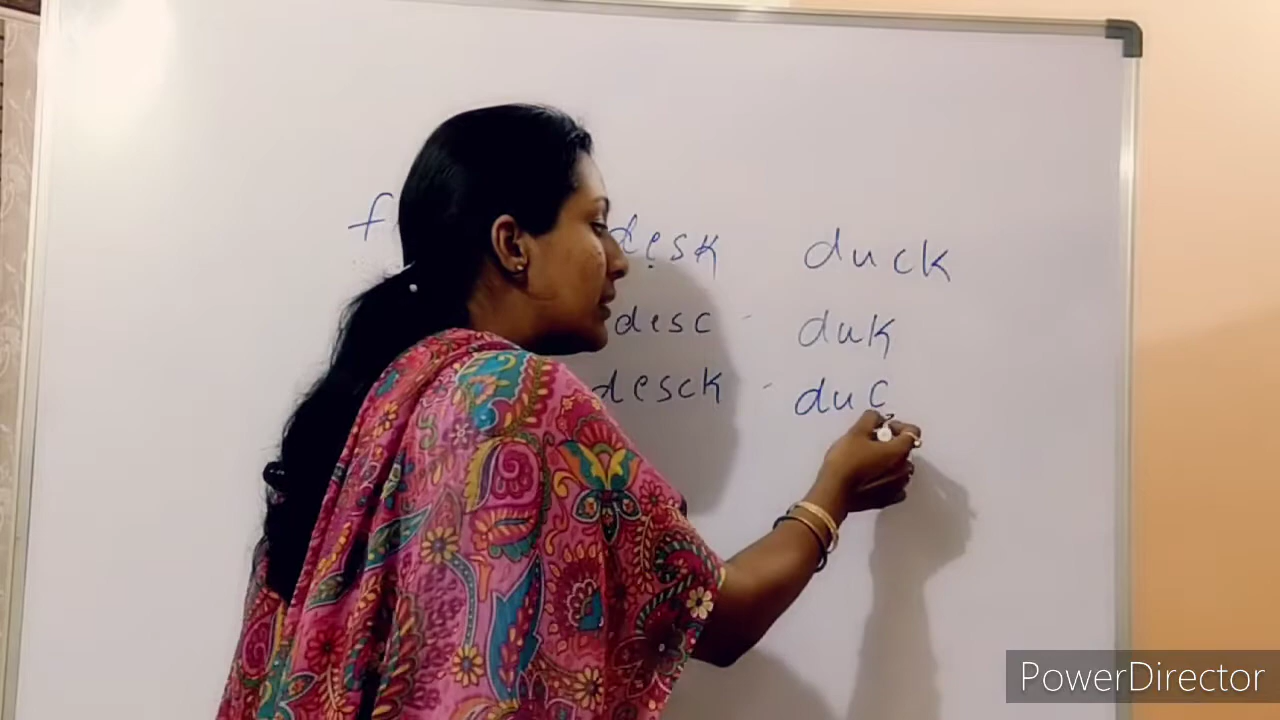 desk duck
desc - duk
desck - duc
PowerDirector